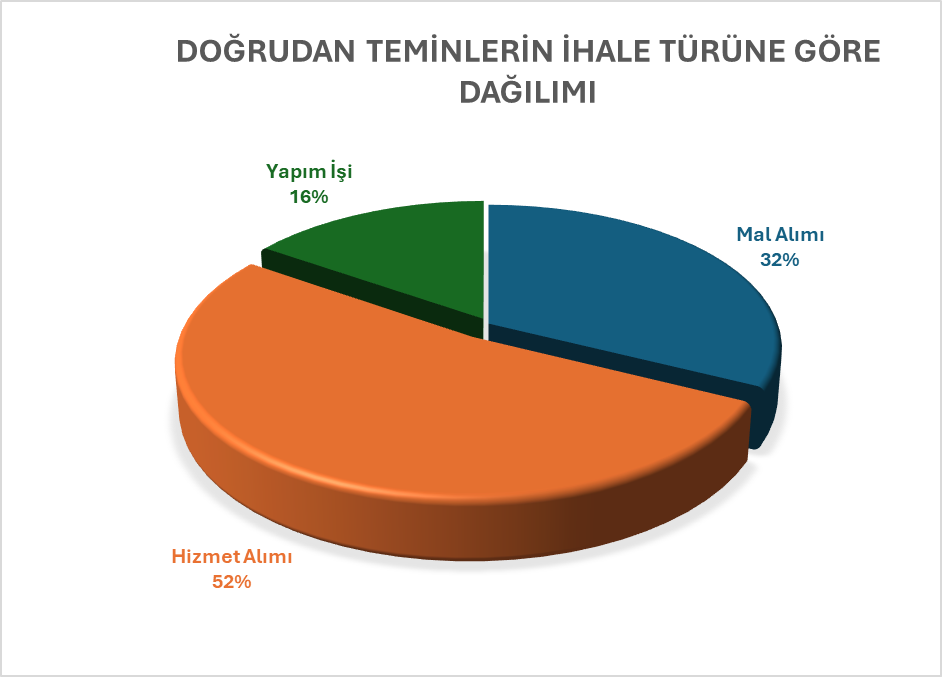 DOĞRUDAN TEMİNLERİN İHALE TÜRÜNE GÖRE
DAĞILIMI
Yapım İşi
16%
Mal Alımı
32%
Hizmet Alımı
52%